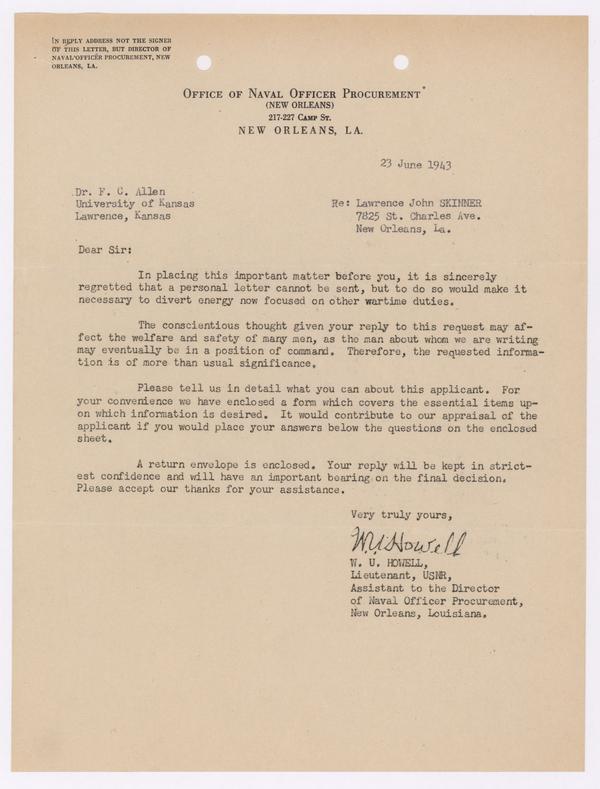 IN REPLY ADDRESS NOT THE SIGNER
OF THIS LETTER, BUT DIRECTOR OF
NAVAL OFFICER PROCUREMENT, NEW
ORLEANS, LA.
OFFICE OF NAVAL OFFICER PROCUREMENT
(NEW ORLEANS)
217-227 CAMP ST.
NEW ORLEANS, LA.
23 June 1943
Dr. F. C. Allen
University of Kansas
Lawrence, Kansas
Re: Lawrence John SKINNER
7825 St. Charles Ave.
New Orleans, La.
Dear Sir:
In placing this important matter before you, it is sincerely
regretted that a personal letter cannot be sent, but to do so would make it
necessary to divert energy now focused on other wartime duties.
The conscientious thought given your reply to this request may af-
fect the welfare and safety of many men, as the man about whom we are writing
may eventually be in a position of command. Therefore, the requested informa-
tion is of more than usual significance.
Please tell us in detail what you can about this applicant. For
your convenience we have enclosed a form which covers the essential items up-
on which information is desired. It would contribute to our appraisal of the
applicant if you would place your answers below the questions on the enclosed
sheet.
A return envelope is enclosed. Your reply will be kept in strict-
est confidence and will have an important bearing on the final decision.
Please accept our thanks for your assistance.
Very truly yours,
W.U. Howell
W. U. HOWELL,
Lieutenant, USNR,
Assistant to the Director
of Naval Officer Procurement,
New Orleans, Louisiana.